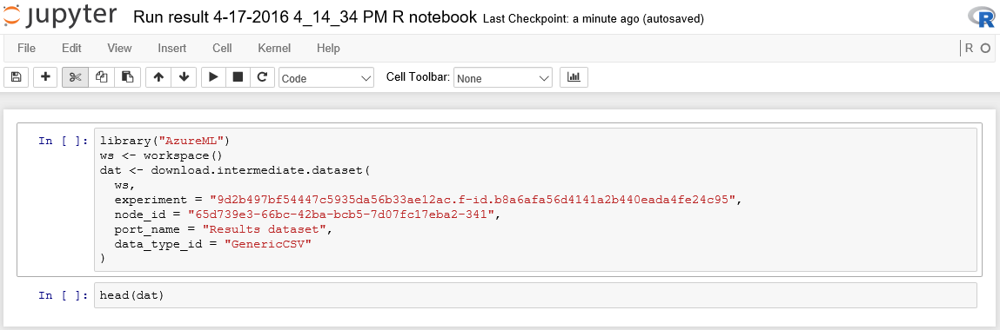 jupyter Run result 4-17-2016 4_14_34 PM R notebook Last Checkpoint: a minute ago (autosaved) R
File Edit View Insert Cell Kernel Help R
Code Cell Toolbar: None
In [ ]: library("AzureML")
ws <- workspace()
dat <- download.intermediate.dataset(
  ws,
  experiment = "9d2b497bf54447c5935da56b33ae12ac.f-id.b8a6afa56d4141a2b440eada4fe24c95",
  node_id = "65d739e3-66bc-42ba-bcb5-7d07fc17eba2-341",
  port_name = "Results dataset",
  data_type_id = "GenericCSV"
)
In [ ]: head(dat)